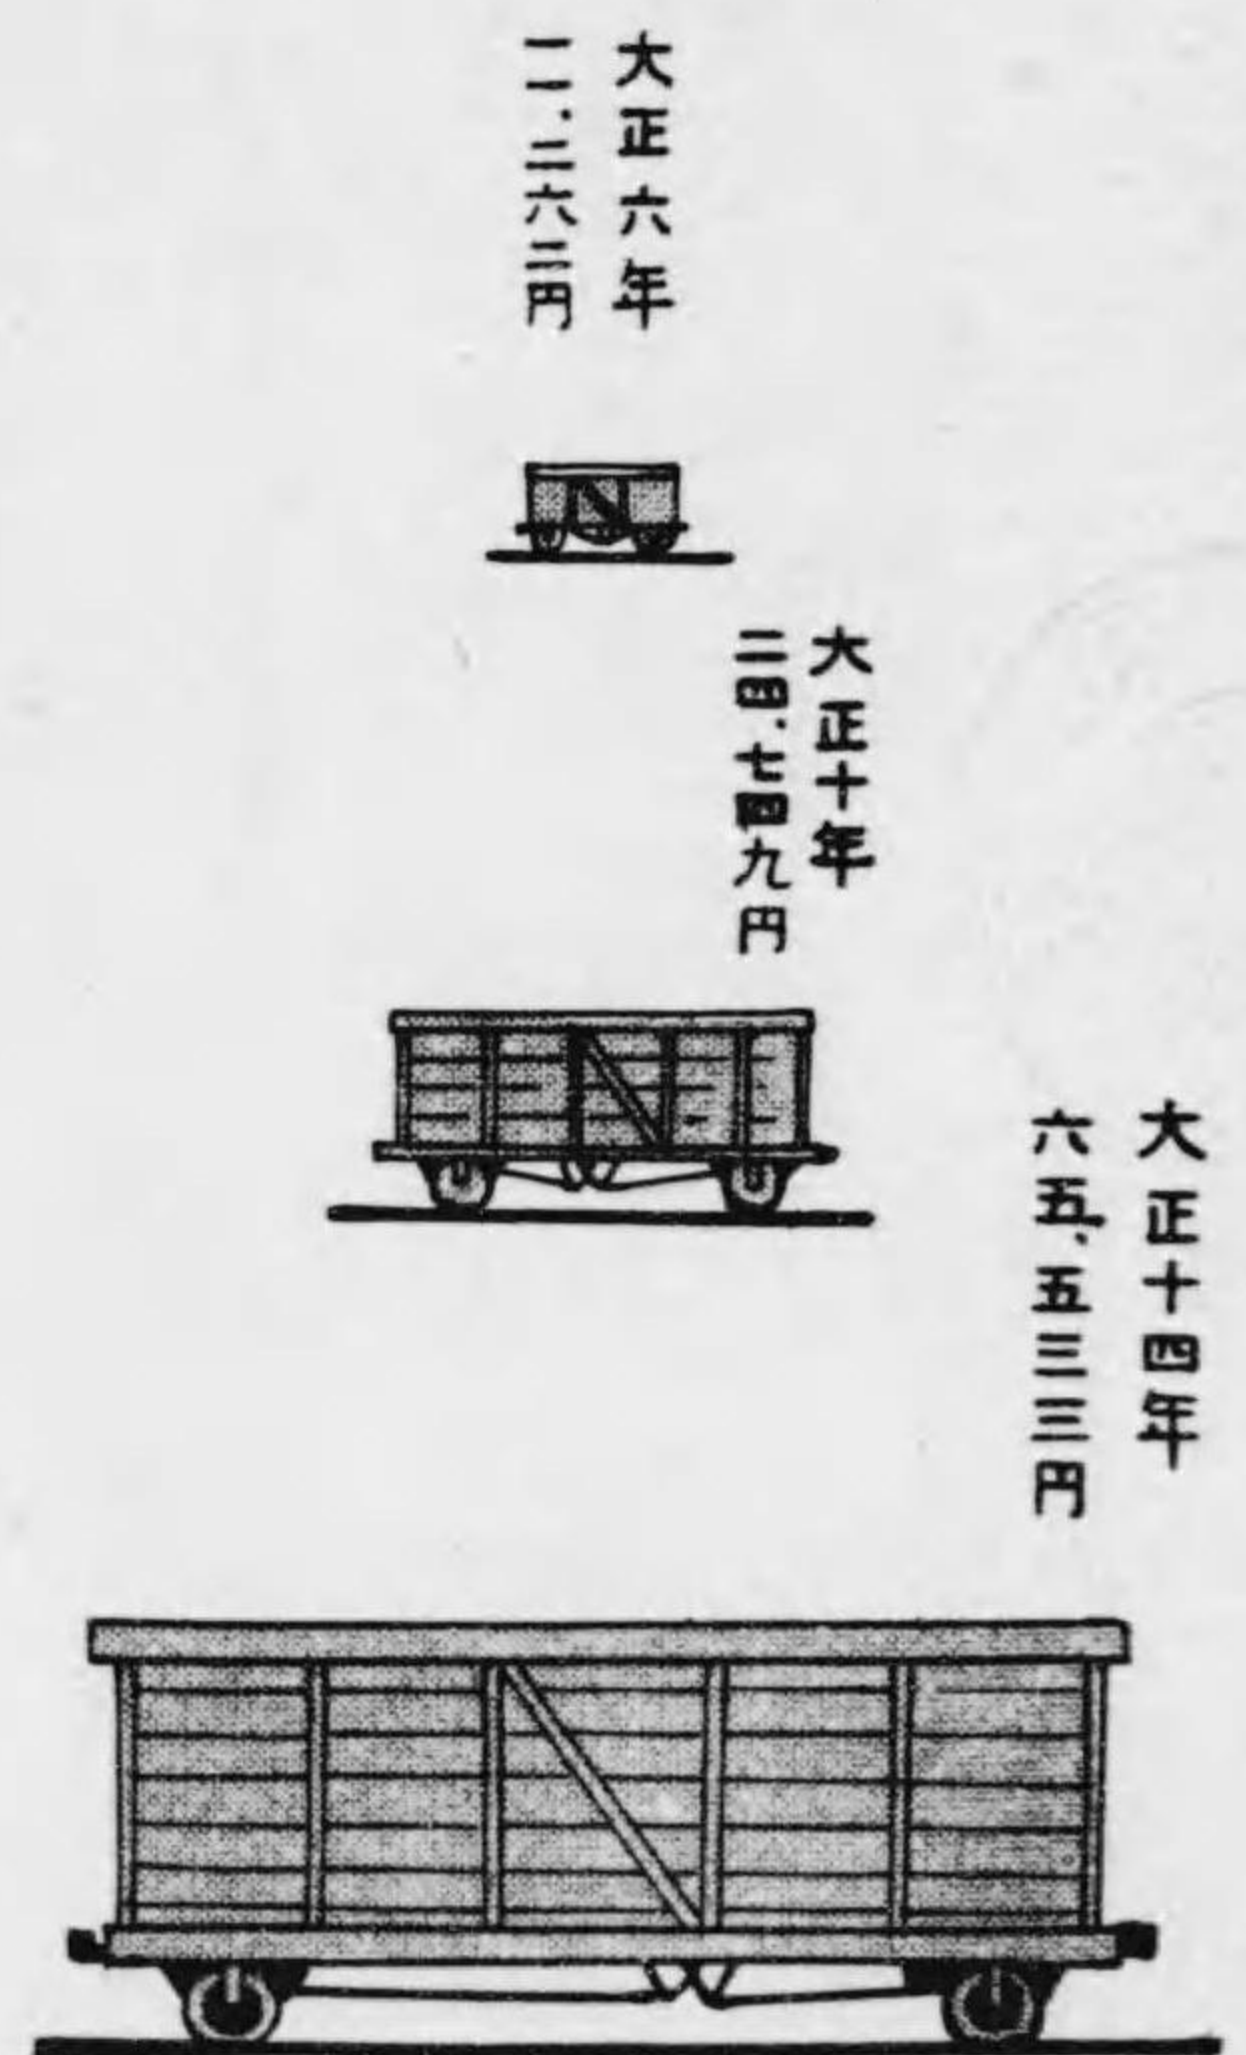 大正六年
一一.二六三円
大正十年
二四.七四九円
大正十四年
六五.五三三円